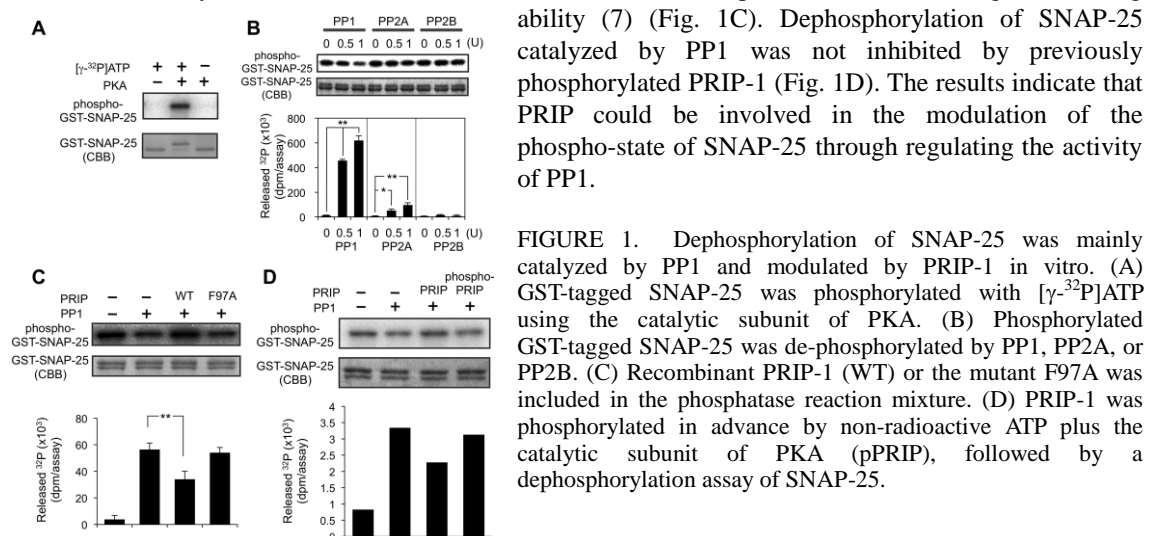 ability (7) (Fig. 1C). Dephosphorylation of SNAP-25
catalyzed by PP1 was not inhibited by previously
phosphorylated PRIP-1 (Fig. 1D). The results indicate that
PRIP could be involved in the modulation of the
phospho-state of SNAP-25 through regulating the activity
of PP1.
A
[γ-³²P]ATP + + –
PKA – + +
phospho-
GST-SNAP-25
GST-SNAP-25
(CBB)
B
PP1 PP2A PP2B
0 0.5 1 0 0.5 1 0 0.5 1 (U)
phospho-
GST-SNAP-25
GST-SNAP-25
(CBB)
Released ³²P (x10³)
(dpm/assay)
800
600
400
200
0
**
*
**
0 0.5 1 0 0.5 1 0 0.5 1 (U)
PP1 PP2A PP2B
C
PRIP – – WT F97A
PP1 – + + +
phospho-
GST-SNAP-25
GST-SNAP-25
(CBB)
Released ³²P (x10³)
(dpm/assay)
80
60
40
20
0
**
D
phospho-
PRIP – – PRIP PRIP
PP1 – + + +
phospho-
GST-SNAP-25
GST-SNAP-25
(CBB)
Released ³²P (x10³)
(dpm/assay)
4
3.5
3
2.5
2
1.5
1
0.5
0
FIGURE 1. Dephosphorylation of SNAP-25 was mainly
catalyzed by PP1 and modulated by PRIP-1 in vitro. (A)
GST-tagged SNAP-25 was phosphorylated with [γ-³²P]ATP
using the catalytic subunit of PKA. (B) Phosphorylated
GST-tagged SNAP-25 was de-phosphorylated by PP1, PP2A, or
PP2B. (C) Recombinant PRIP-1 (WT) or the mutant F97A was
included in the phosphatase reaction mixture. (D) PRIP-1 was
phosphorylated in advance by non-radioactive ATP plus the
catalytic subunit of PKA (pPRIP), followed by a
dephosphorylation assay of SNAP-25.